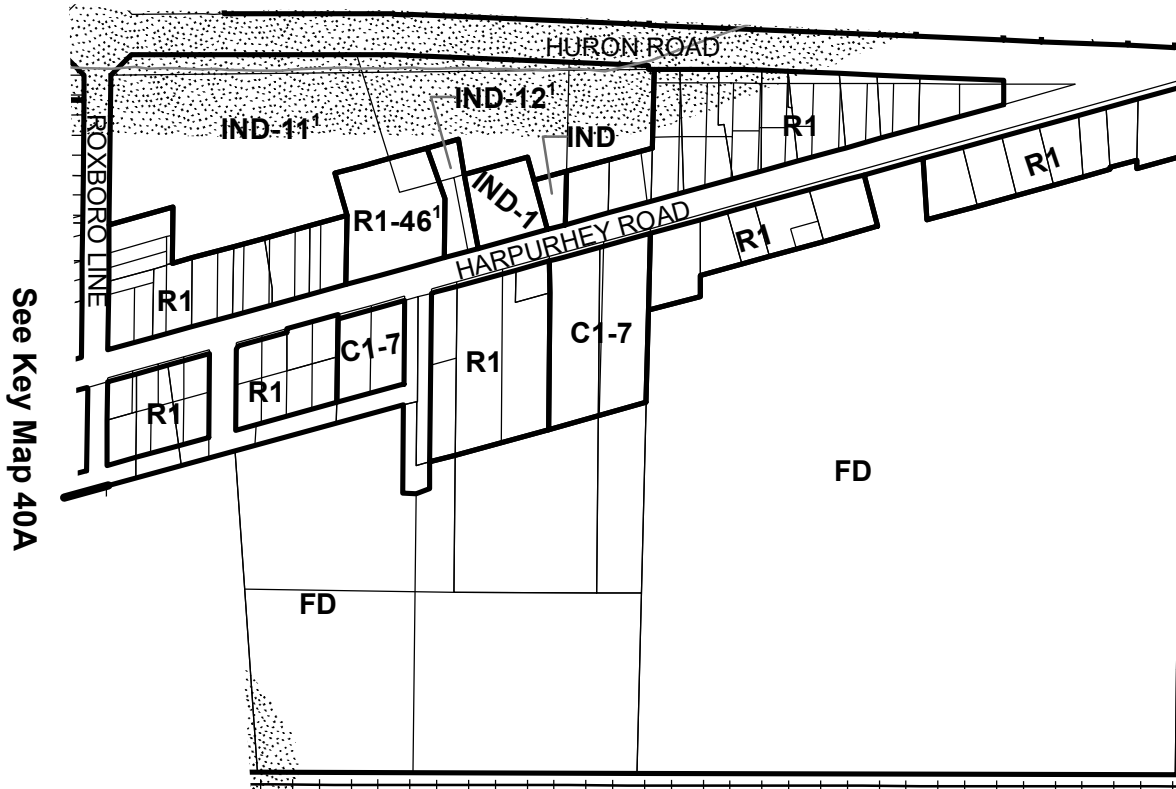 HURON ROAD
IND-12¹
IND-11¹
IND
R1
ROXBORO LINE
R1
IND-1
R1-46¹
HARPURHEY ROAD
R1
R1
C1-7
C1-7
R1
R1
R1
See Key Map 40A
FD
FD